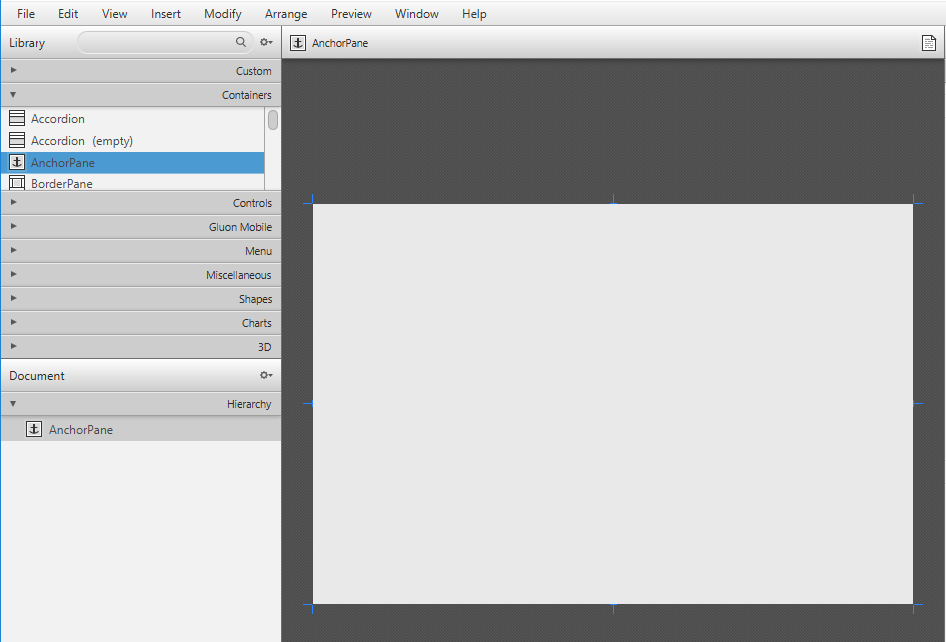 File Edit View Insert Modify Arrange Preview Window Help
Library
AnchorPane
Custom
Containers
Accordion
Accordion (empty)
AnchorPane
BorderPane
Controls
Gluon Mobile
Menu
Miscellaneous
Shapes
Charts
3D
Document
Hierarchy
AnchorPane